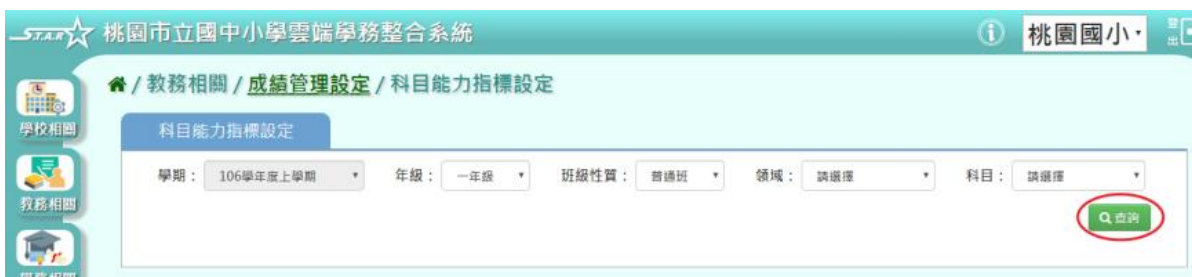 STAR 桃園市立國中小學雲端學務整合系統
桃園國小
登出
/ 教務相關 / 成績管理設定 / 科目能力指標設定
學校相關
科目能力指標設定
學期： 106學年度上學期 年級： 一年級 班級性質： 普通班 領域： 請選擇 科目： 請選擇
教務相關
查詢